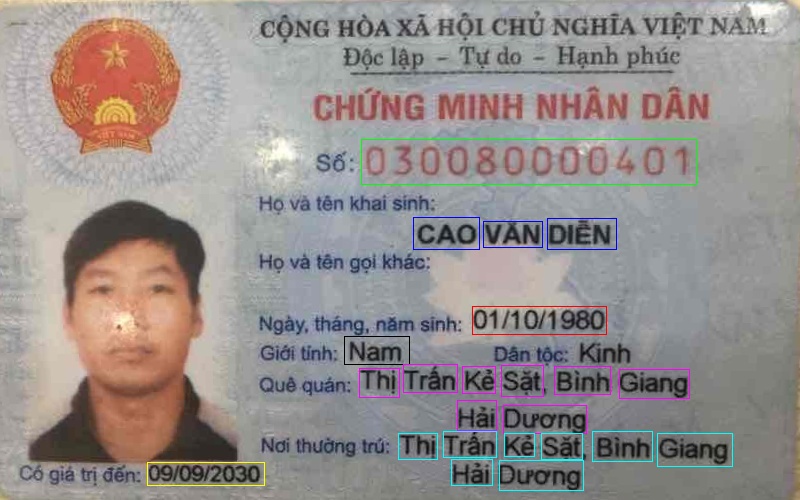 CỘNG HÒA XÃ HỘI CHỦ NGHĨA VIỆT NAM
Độc lập - Tự do - Hạnh phúc
CHỨNG MINH NHÂN DÂN
Số: 030080000401
Họ và tên khai sinh:
CAO VĂN DIỄN
Họ và tên gọi khác:
Ngày, tháng, năm sinh: 01/10/1980
Giới tính: Nam Dân tộc: Kinh
Quê quán: Thị Trấn Kẻ Sặt, Bình Giang
Hải Dương
Nơi thường trú: Thị Trấn Kẻ Sặt, Bình Giang
Hải Dương
Có giá trị đến: 09/09/2030